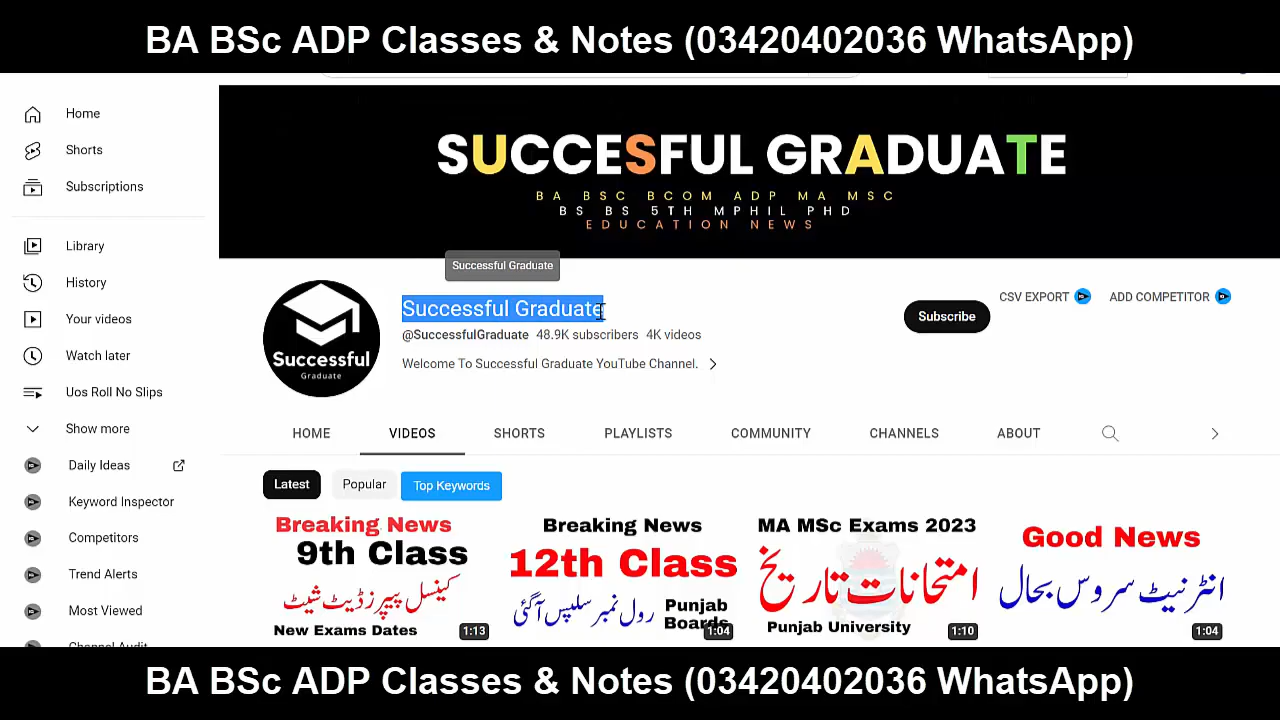 BA BSc ADP Classes & Notes (03420402036 WhatsApp)
Home
Shorts
Subscriptions
Library
History
Your videos
Watch later
Uos Roll No Slips
Show more
Daily Ideas
Keyword Inspector
Competitors
Trend Alerts
Most Viewed
Channel Audit
SUCCESFUL GRADUATE
BA BSC BCOM ADP MA MSC
BS BS 5TH MPHIL PHD
EDUCATION NEWS
Successful Graduate
Successful
Graduate
Successful Graduate
@SuccessfulGraduate 48.9K subscribers 4K videos
Welcome To Successful Graduate YouTube Channel.
Subscribe
CSV EXPORT ADD COMPETITOR
HOME VIDEOS SHORTS PLAYLISTS COMMUNITY CHANNELS ABOUT
Latest Popular Top Keywords
Breaking News
9th Class
کینسل پیپرز ڈیٹ شیٹ
New Exams Dates
1:13
Breaking News
12th Class
رول نمبر سلپس آگئی
Punjab
Boards
1:04
MA MSc Exams 2023
امتحانات تاریخ
Punjab University
1:10
Good News
انٹرنیٹ سروس بحال
1:04
BA BSc ADP Classes & Notes (03420402036 WhatsApp)